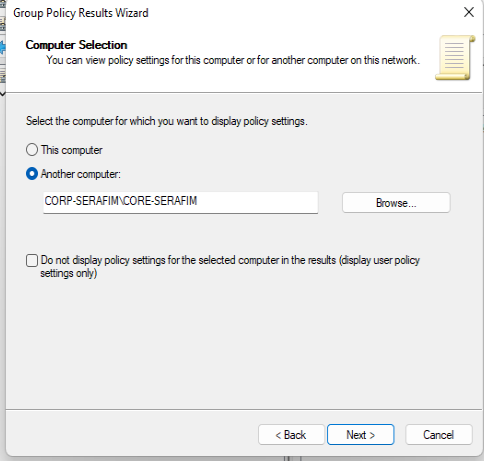 Group Policy Results Wizard
Computer Selection
You can view policy settings for this computer or for another computer on this network.
Select the computer for which you want to display policy settings.
This computer
Another computer:
CORP-SERAFIM\CORE-SERAFIM
Browse...
Do not display policy settings for the selected computer in the results (display user policy
settings only)
< Back
Next >
Cancel